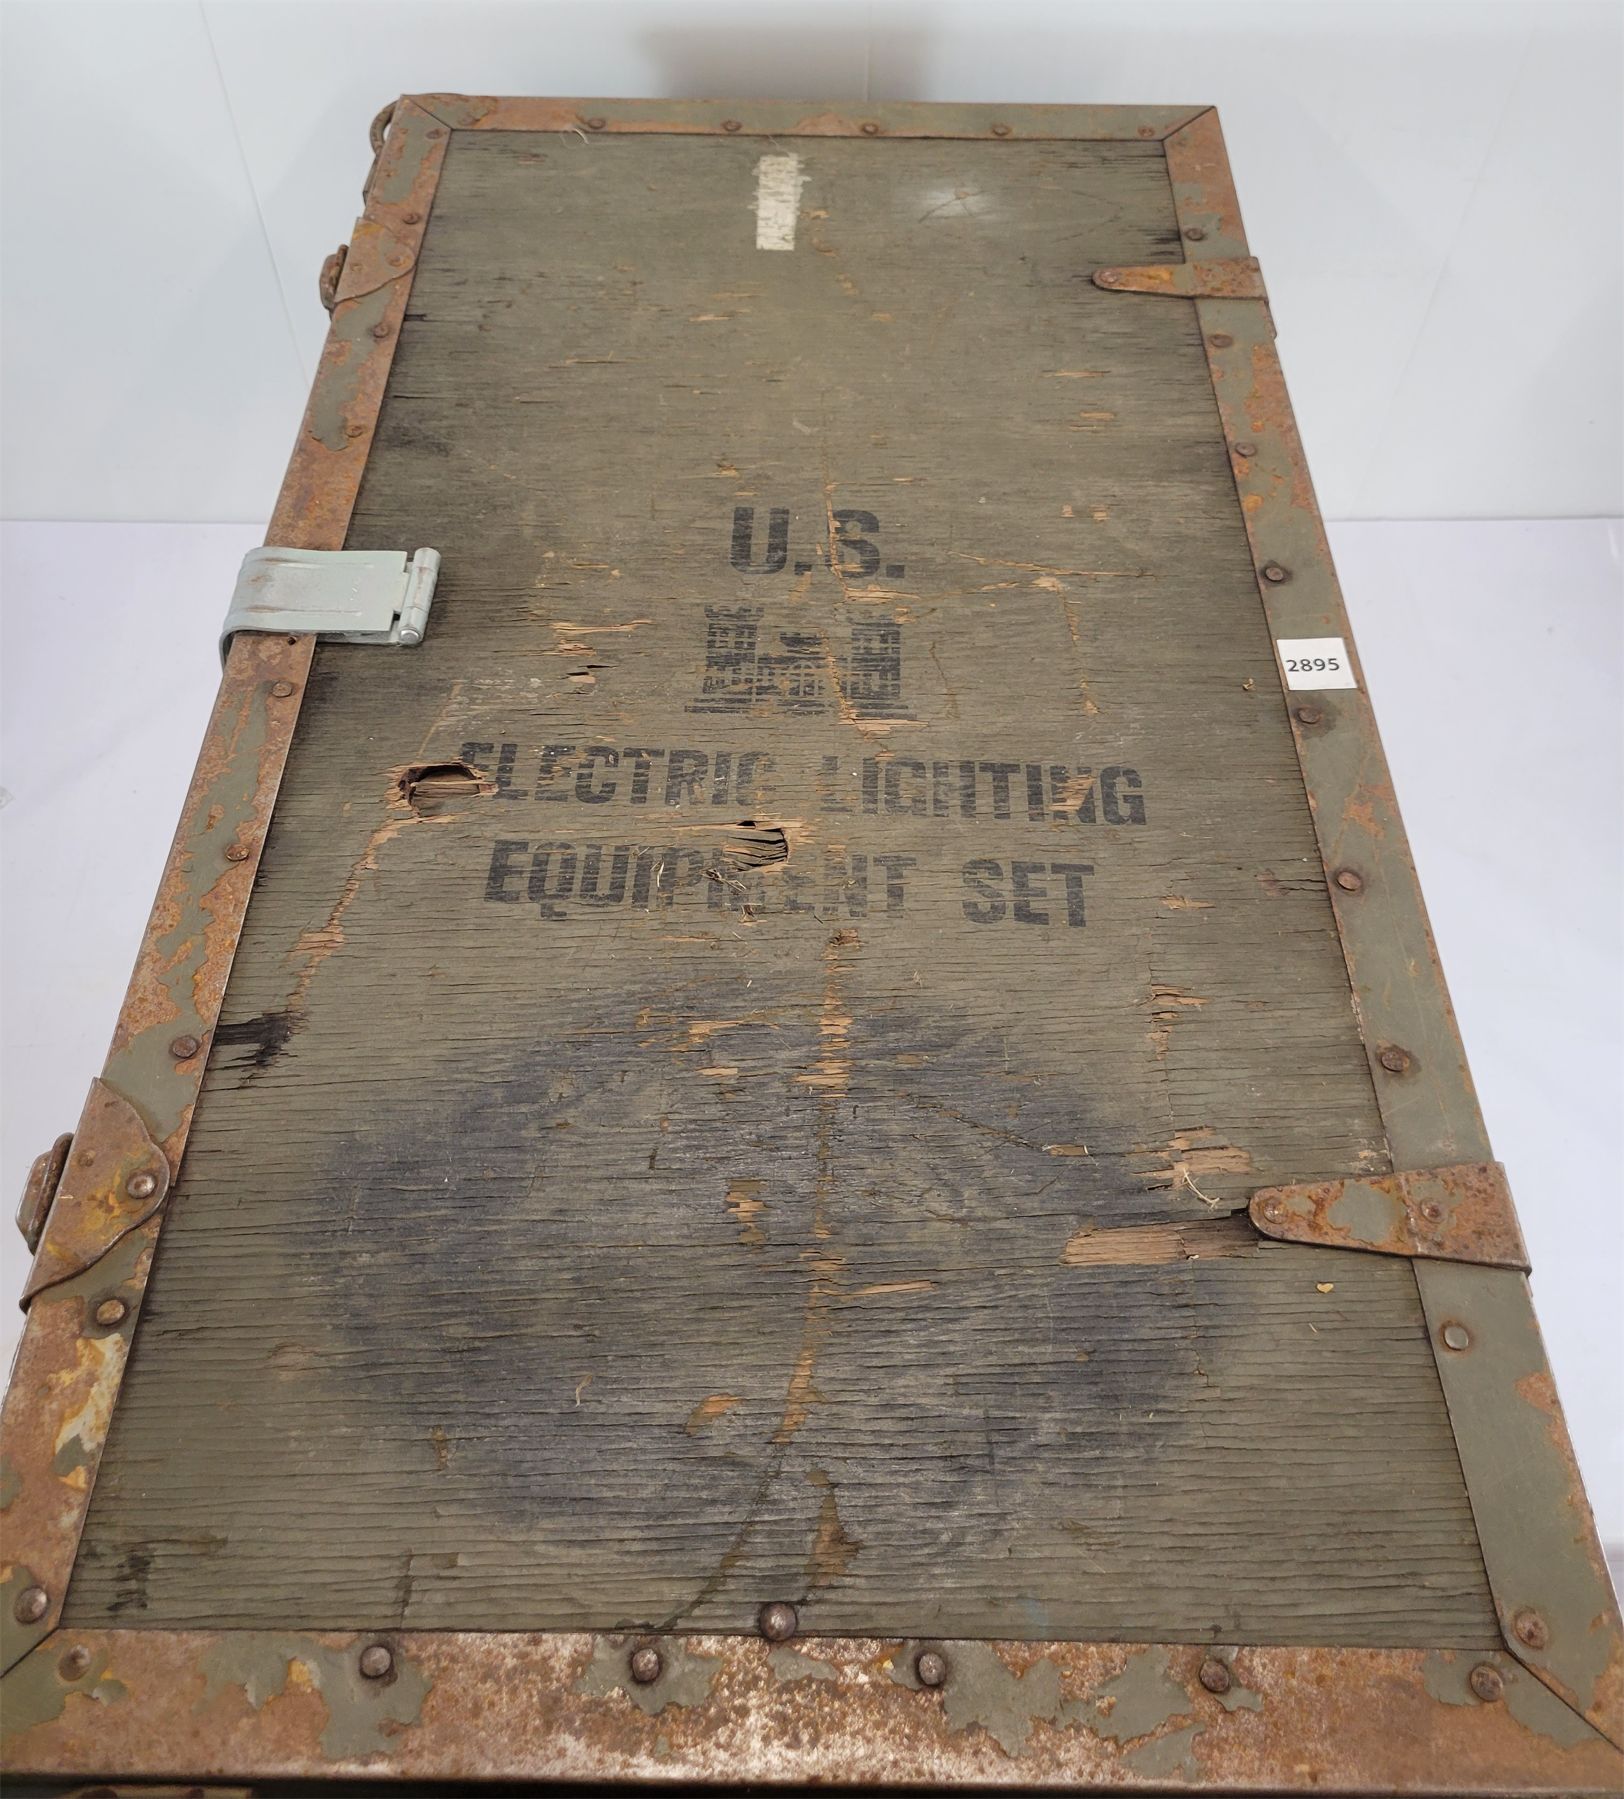 U.S.
2895
ELECTRIC LIGHTING
EQUIPMENT SET